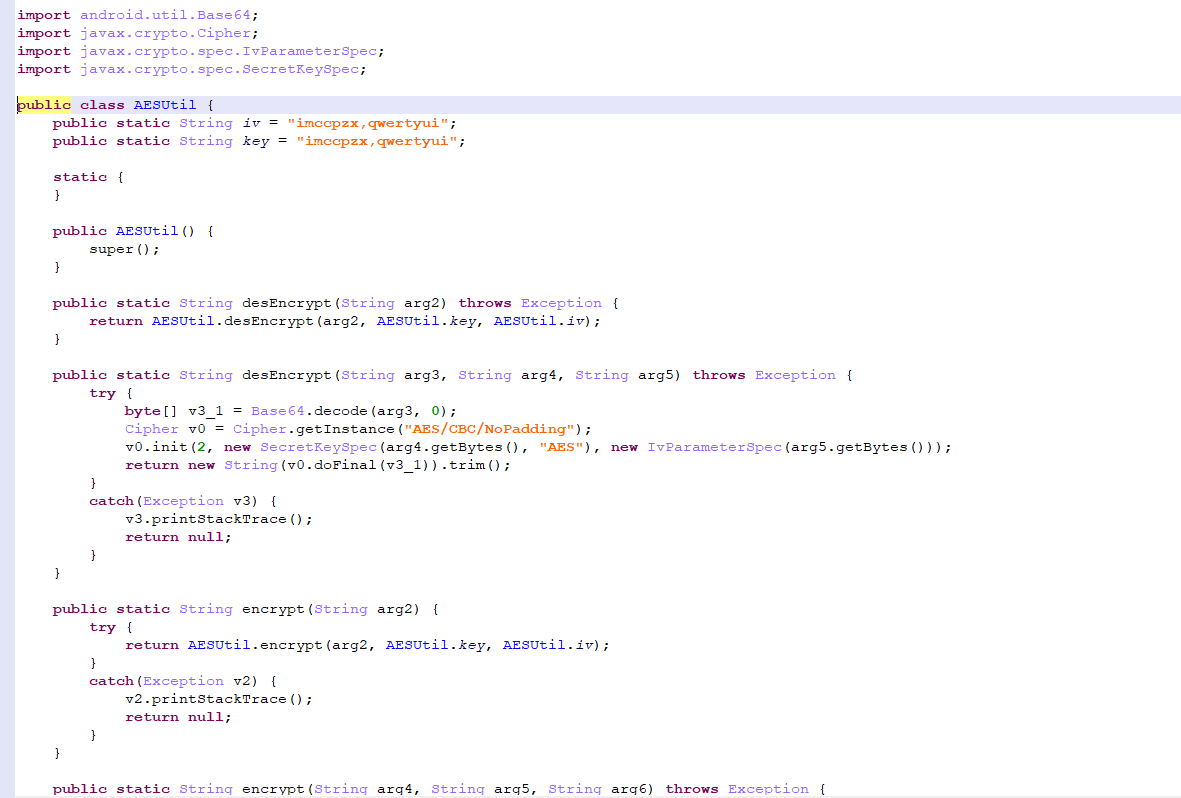 import android.util.Base64;
import javax.crypto.Cipher;
import javax.crypto.spec.IvParameterSpec;
import javax.crypto.spec.SecretKeySpec;
public class AESUtil {
public static String iv = "imccpzx,qwertyui";
public static String key = "imccpzx,qwertyui";
static {
}
public AESUtil() {
super();
}
public static String desEncrypt(String arg2) throws Exception {
return AESUtil.desEncrypt(arg2, AESUtil.key, AESUtil.iv);
}
public static String desEncrypt(String arg3, String arg4, String arg5) throws Exception {
try {
byte[] v3_1 = Base64.decode(arg3, 0);
Cipher v0 = Cipher.getInstance("AES/CBC/NoPadding");
v0.init(2, new SecretKeySpec(arg4.getBytes(), "AES"), new IvParameterSpec(arg5.getBytes()));
return new String(v0.doFinal(v3_1)).trim();
}
catch(Exception v3) {
v3.printStackTrace();
return null;
}
}
public static String encrypt(String arg2) {
try {
return AESUtil.encrypt(arg2, AESUtil.key, AESUtil.iv);
}
catch(Exception v2) {
v2.printStackTrace();
return null;
}
}
public static String encrypt(String arg4, String arg5, String arg6) throws Exception {